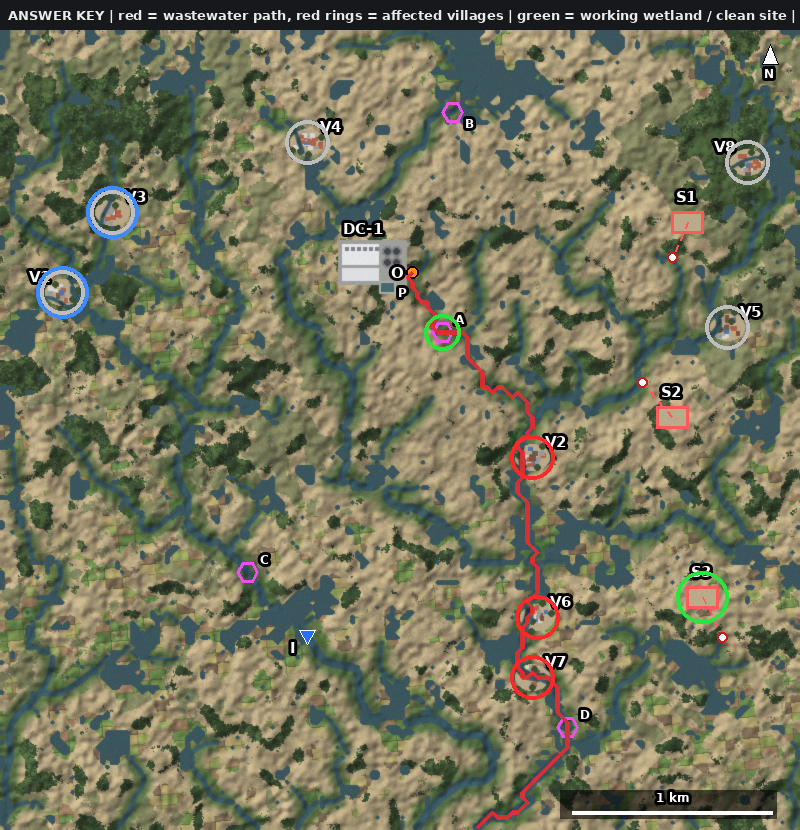 ANSWER KEY | red = wastewater path, red rings = affected villages | green = working wetland / clean site |
N
B
V4
V8
V3
S1
DC-1
O
P
A
V5
S2
V2
C
S3
V6
I
V7
D
1 km